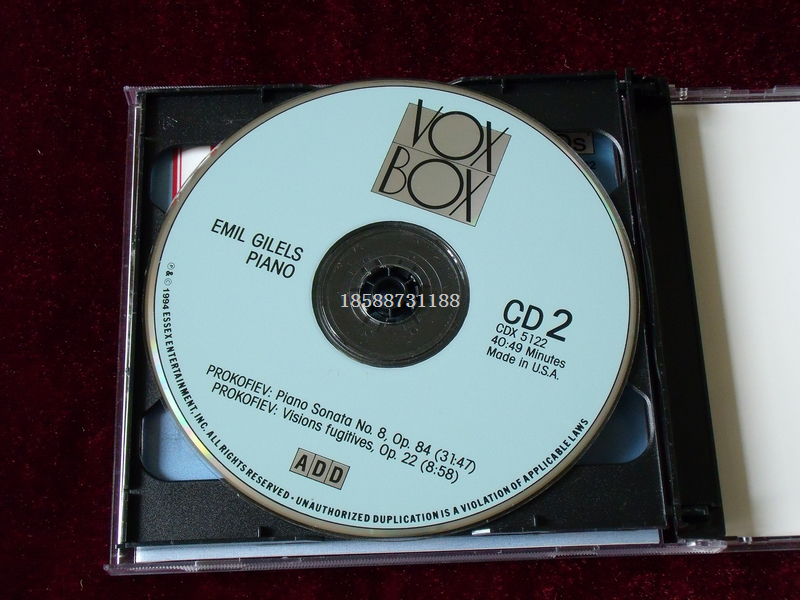 VOX
BOX
Ds
2
EMIL GILELS
PIANO
18588731188
CD 2
CDX 5122
40:49 Minutes
Made in U.S.A.
PROKOFIEV: Piano Sonata No. 8, Op. 84 (31:47)
PROKOFIEV: Visions fugitives, Op. 22 (8:58)
ADD
℗ & © 1994 ESSEX ENTERTAINMENT, INC. ALL RIGHTS RESERVED · UNAUTHORIZED DUPLICATION IS A VIOLATION OF APPLICABLE LAWS